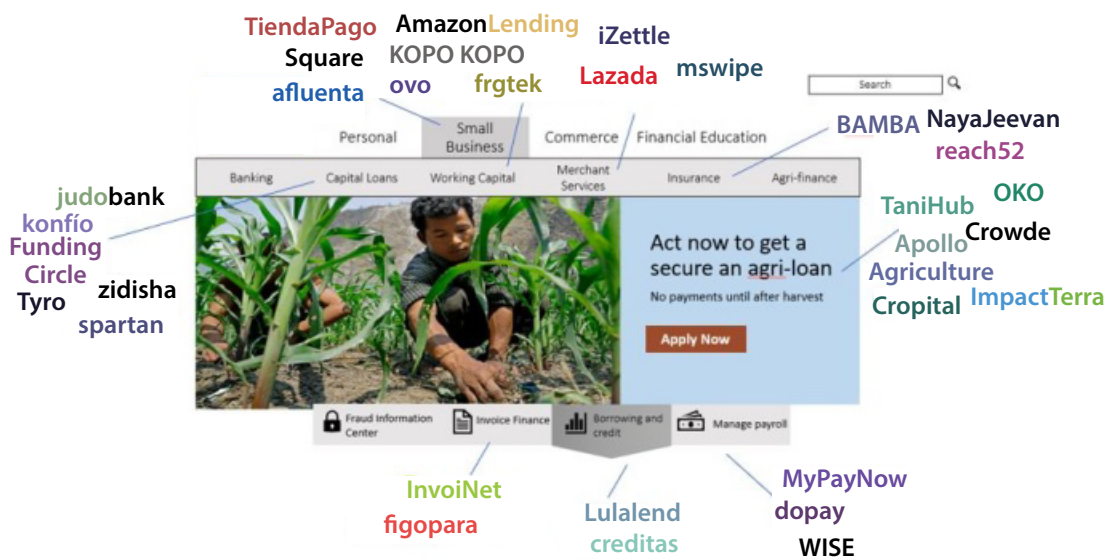 TiendaPago
AmazonLending
iZettle
Square
KOPO KOPO
Lazada
mswipe
afluenta
ovo
frgtek
Search
Personal
Small
Business
Commerce
Financial Education
BAMBA
NayaJeevan
reach52
Banking
Capital Loans
Working Capital
Merchant
Services
Insurance
Agri-finance
judobank
konfío
Funding
Circle
Tyro
zidisha
spartan
Act now to get a
secure an agri-loan
No payments until after harvest
Apply Now
TaniHub
OKO
Apollo
Agriculture
Crowde
Cropital
ImpactTerra
Fraud Information
Center
Invoice Finance
Borrowing and
credit
Manage payroll
InvoiNet
figopara
Lulalend
creditas
MyPayNow
dopay
WISE